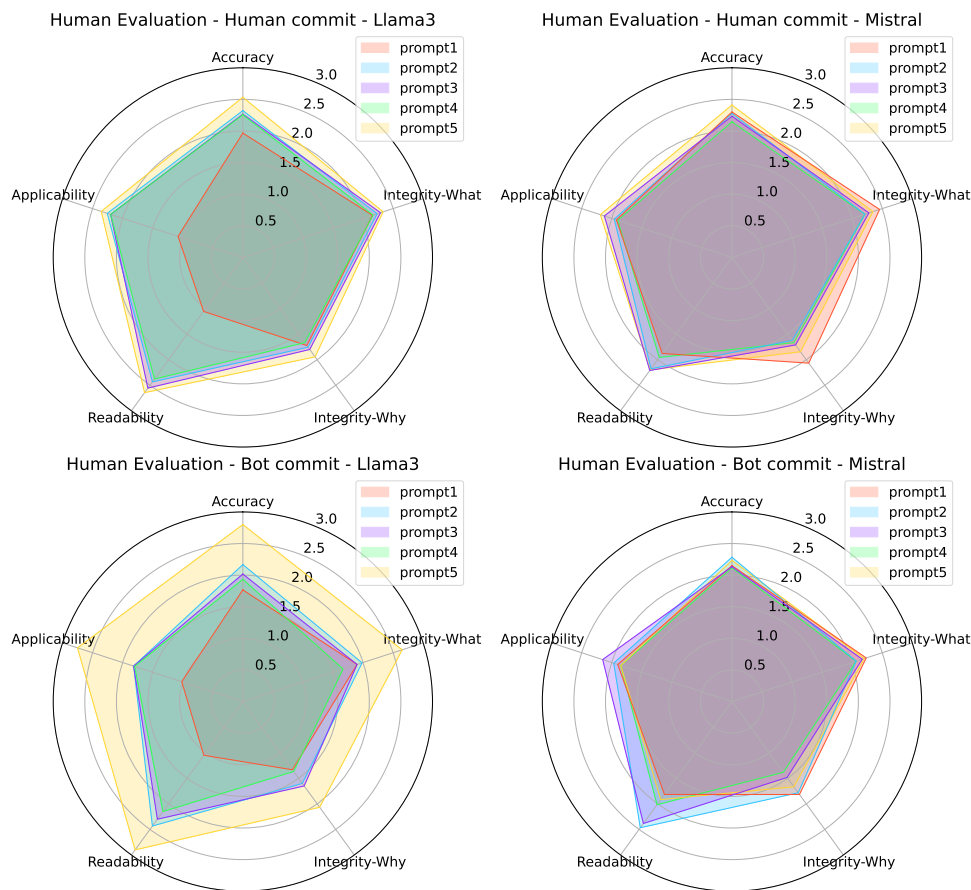 Human Evaluation - Human commit - Llama3
Accuracy
Integrity-What
Integrity-Why
Readability
Applicability
0.5
1.0
1.5
2.0
2.5
3.0
prompt1
prompt2
prompt3
prompt4
prompt5
Human Evaluation - Human commit - Mistral
Accuracy
Integrity-What
Integrity-Why
Readability
Applicability
0.5
1.0
1.5
2.0
2.5
3.0
prompt1
prompt2
prompt3
prompt4
prompt5
Human Evaluation - Bot commit - Llama3
Accuracy
Integrity-What
Integrity-Why
Readability
Applicability
0.5
1.0
1.5
2.0
2.5
3.0
prompt1
prompt2
prompt3
prompt4
prompt5
Human Evaluation - Bot commit - Mistral
Accuracy
Integrity-What
Integrity-Why
Readability
Applicability
0.5
1.0
1.5
2.0
2.5
3.0
prompt1
prompt2
prompt3
prompt4
prompt5